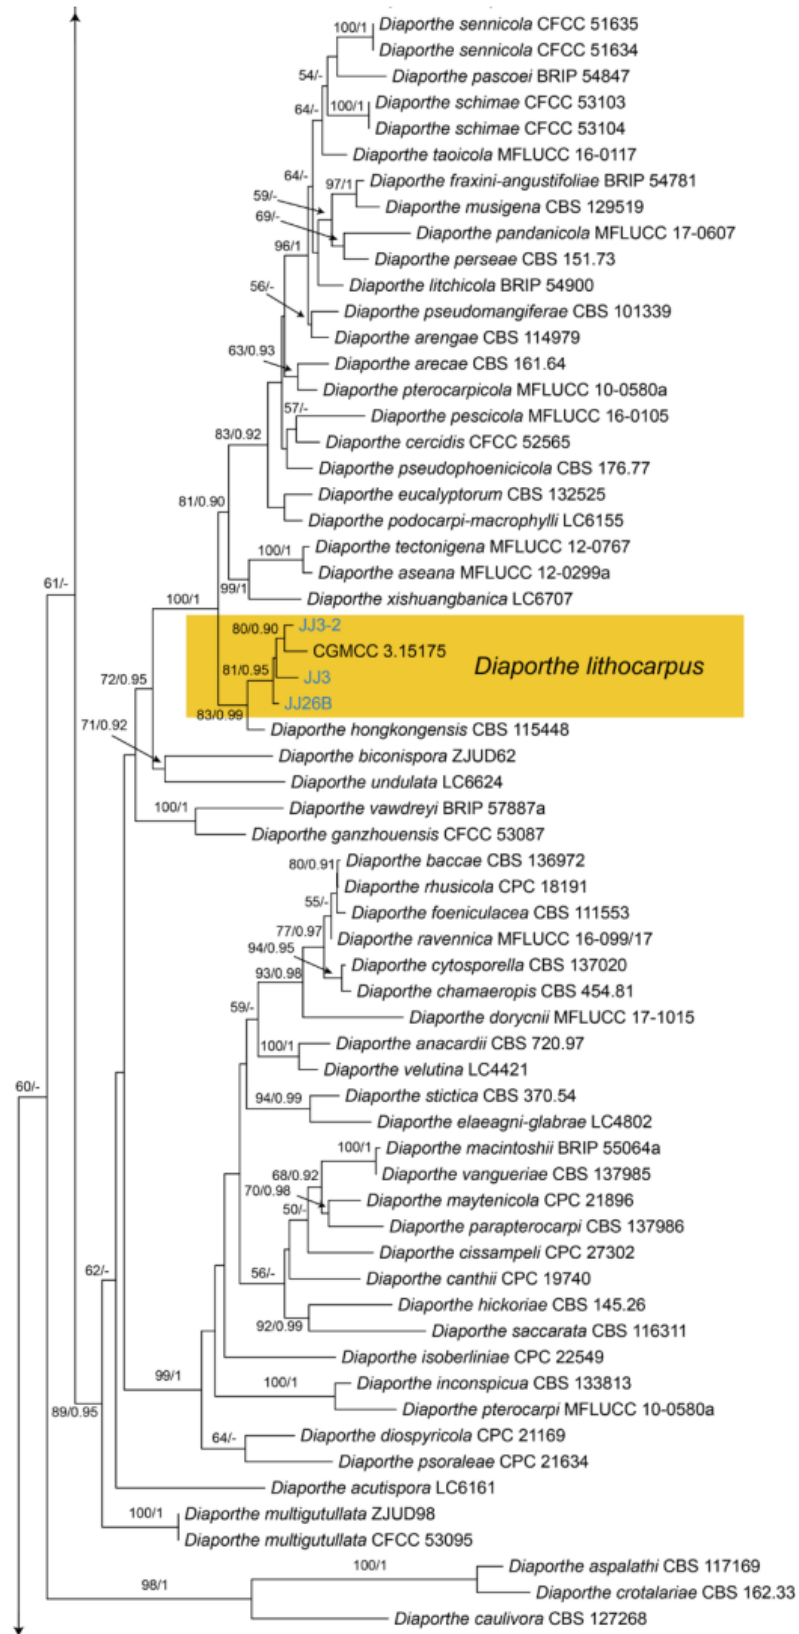 100/1
Diaporthe sennicola CFCC 51635
Diaporthe sennicola CFCC 51634
54/-
Diaporthe pascoei BRIP 54847
64/-
100/1
Diaporthe schimae CFCC 53103
Diaporthe schimae CFCC 53104
Diaporthe taoicola MFLUCC 16-0117
64/-
97/1
Diaporthe fraxini-angustifoliae BRIP 54781
59/-
Diaporthe musigena CBS 129519
69/-
Diaporthe pandanicola MFLUCC 17-0607
96/1
Diaporthe perseae CBS 151.73
56/-
Diaporthe litchicola BRIP 54900
Diaporthe pseudomangiferae CBS 101339
Diaporthe arengae CBS 114979
63/0.93
Diaporthe arecae CBS 161.64
Diaporthe pterocarpicola MFLUCC 10-0580a
57/-
Diaporthe pescicola MFLUCC 16-0105
83/0.92
Diaporthe cercidis CFCC 52565
Diaporthe pseudophoenicicola CBS 176.77
81/0.90
Diaporthe eucalyptorum CBS 132525
Diaporthe podocarpi-macrophylli LC6155
100/1
Diaporthe tectonigena MFLUCC 12-0767
Diaporthe aseana MFLUCC 12-0299a
61/-
99/1
100/1
Diaporthe xishuangbanica LC6707
80/0.90
JJ3-2
CGMCC 3.15175
Diaporthe lithocarpus
81/0.95
JJ3
72/0.95
JJ26B
83/0.99
71/0.92
Diaporthe hongkongensis CBS 115448
Diaporthe biconispora ZJUD62
Diaporthe undulata LC6624
100/1
Diaporthe vawdreyi BRIP 57887a
Diaporthe ganzhouensis CFCC 53087
80/0.91
Diaporthe baccae CBS 136972
Diaporthe rhusicola CPC 18191
55/-
Diaporthe foeniculacea CBS 111553
77/0.97
Diaporthe ravennica MFLUCC 16-099/17
94/0.95
Diaporthe cytosporella CBS 137020
93/0.98
Diaporthe chamaeropis CBS 454.81
59/-
Diaporthe dorycnii MFLUCC 17-1015
100/1
Diaporthe anacardii CBS 720.97
Diaporthe velutina LC4421
60/-
94/0.99
Diaporthe stictica CBS 370.54
Diaporthe elaeagni-glabrae LC4802
100/1
Diaporthe macintoshii BRIP 55064a
68/0.92
Diaporthe vangueriae CBS 137985
70/0.98
Diaporthe maytenicola CPC 21896
50/-
Diaporthe parapterocarpi CBS 137986
Diaporthe cissampeli CPC 27302
62/-
56/-
Diaporthe canthii CPC 19740
Diaporthe hickoriae CBS 145.26
92/0.99
Diaporthe saccarata CBS 116311
Diaporthe isoberliniae CPC 22549
99/1
100/1
Diaporthe inconspicua CBS 133813
89/0.95
Diaporthe pterocarpi MFLUCC 10-0580a
64/-
Diaporthe diospyricola CPC 21169
Diaporthe psoraleae CPC 21634
Diaporthe acutispora LC6161
100/1
Diaporthe multigutullata ZJUD98
Diaporthe multigutullata CFCC 53095
100/1
Diaporthe aspalathi CBS 117169
98/1
Diaporthe crotalariae CBS 162.33
Diaporthe caulivora CBS 127268